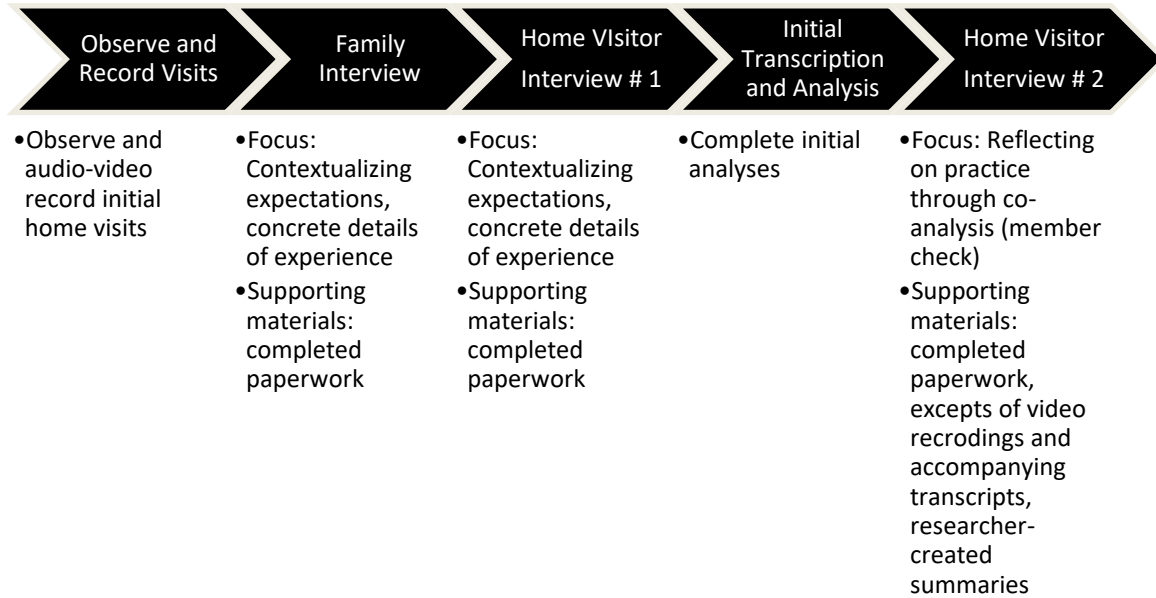 Observe and
Record Visits
•Observe and
audio-video
record initial
home visits
Family
Interview
•Focus:
Contextualizing
expectations,
concrete details
of experience
•Supporting
materials:
completed
paperwork
Home VIsitor
Interview # 1
•Focus:
Contextualizing
expectations,
concrete details
of experience
•Supporting
materials:
completed
paperwork
Initial
Transcription
and Analysis
•Complete initial
analyses
Home Visitor
Interview # 2
•Focus: Reflecting
on practice
through co-
analysis (member
check)
•Supporting
materials:
completed
paperwork,
excepts of video
recrodings and
accompanying
transcripts,
researcher-
created
summaries